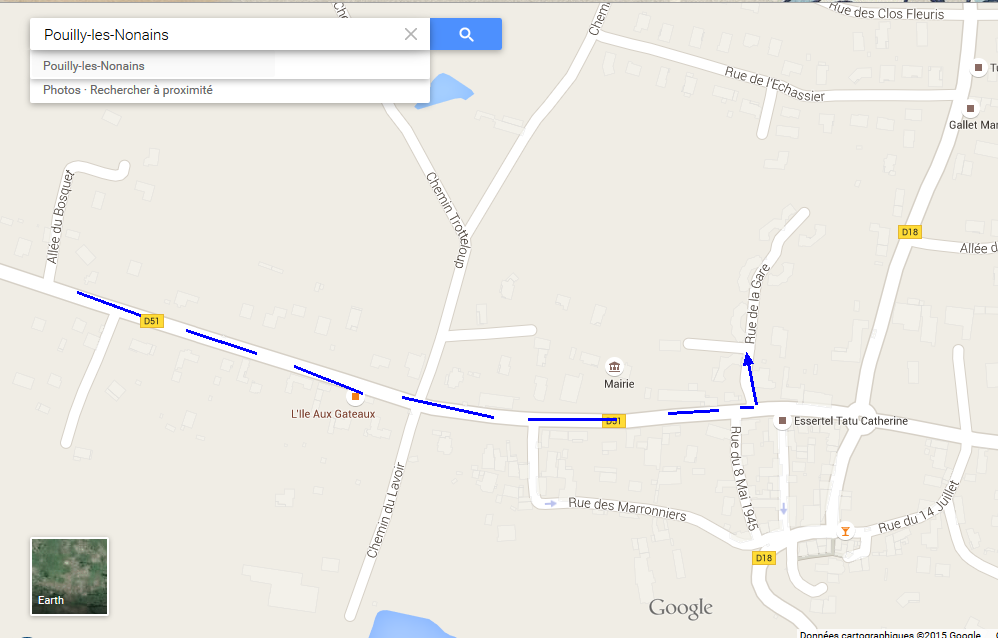 Rue des Clos Fleuris
Pouilly-les-Nonains
Pouilly-les-Nonains
Photos · Rechercher à proximité
Rue de l'Echassier
Gallet Mar
Allée du Bosquet
Chemin Trotte
loup
D18
Allée d
Rue de la Gare
D51
Mairie
L'Ile Aux Gateaux
D51
Essertel Tatu Catherine
Rue du 8 Mai 1945
Chemin du Lavoir
Rue des Marronniers
Rue du 14 Juillet
D18
Earth
Google
Données cartographiques ©2015 Google